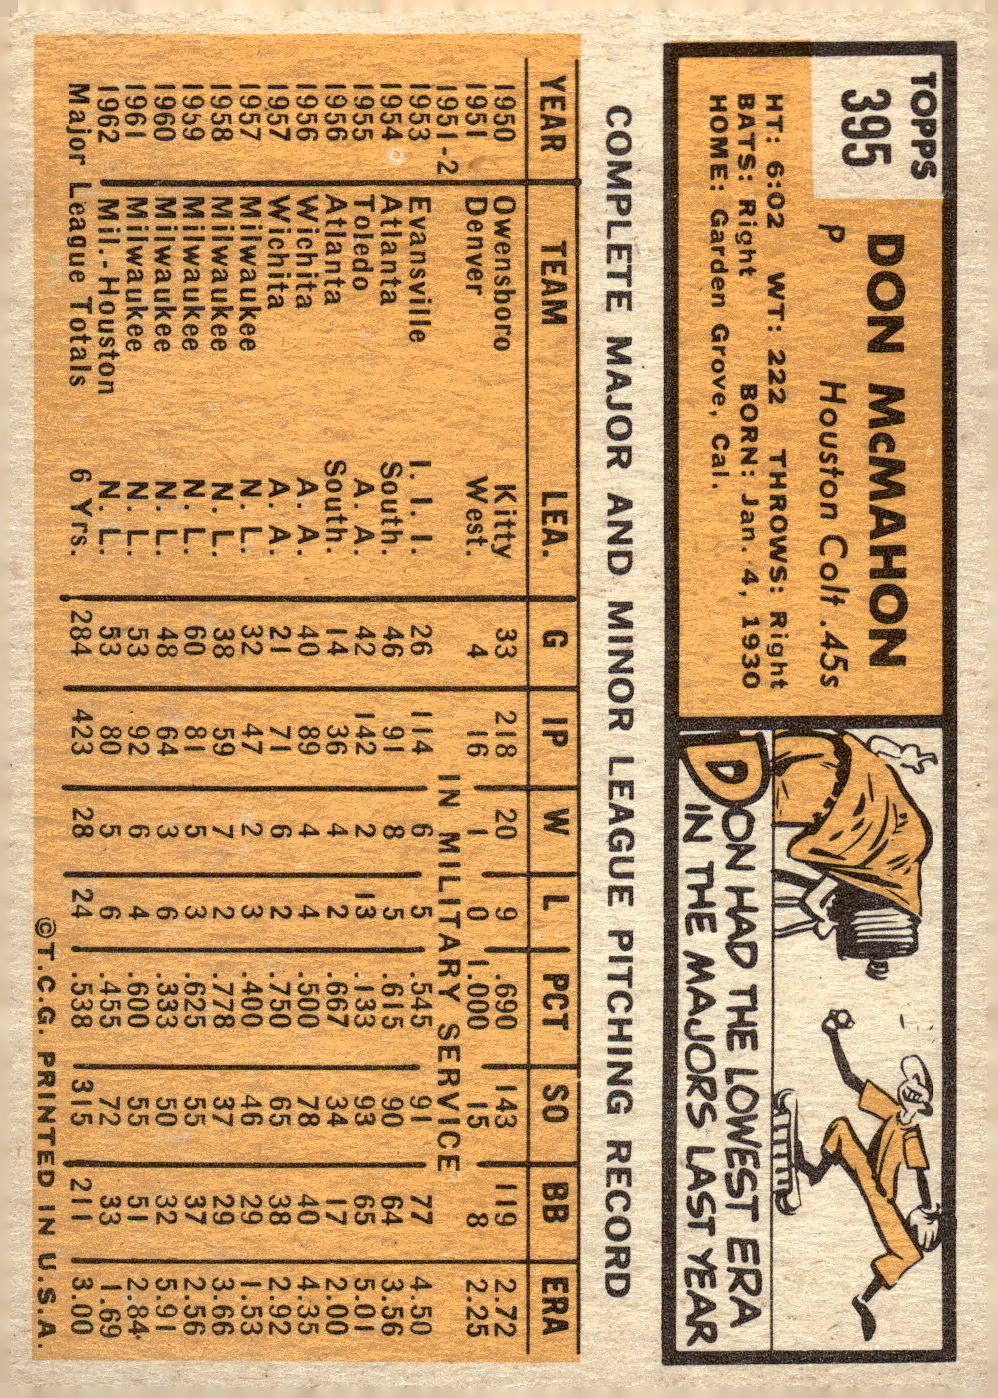 TOPPS
395
DON McMAHON
P Houston Colt .45s
HT: 6:02 WT: 222 THROWS: Right
BATS: Right BORN: Jan. 4, 1930
HOME: Garden Grove, Cal.
DON HAD THE LOWEST ERA
IN THE MAJORS LAST YEAR
COMPLETE MAJOR AND MINOR LEAGUE PITCHING RECORD
YEAR TEAM LEA. G IP W L PCT SO BB ERA
1950 Owensboro Kitty 33 218 20 9 .690 143 119 2.72
1951 Denver West. 4 16 1 0 1.000 15 8 2.25
1951-2 IN MILITARY SERVICE
1953 Evansville I. I. I. 26 114 6 5 .545 91 77 4.50
1954 Atlanta South. 46 91 8 5 .615 90 64 3.56
1955 Toledo A. A. 42 142 2 13 .133 93 65 5.01
1956 Atlanta South. 14 36 4 2 .667 34 17 2.00
1956 Wichita A. A. 40 89 4 4 .500 78 40 4.35
1957 Wichita A. A. 21 71 6 2 .750 65 38 2.92
1957 Milwaukee N. L. 32 47 2 3 .400 46 29 1.53
1958 Milwaukee N. L. 38 59 7 2 .778 37 29 3.66
1959 Milwaukee N. L. 60 81 5 3 .625 55 37 2.56
1960 Milwaukee N. L. 48 64 3 6 .333 50 32 5.91
1961 Milwaukee N. L. 53 92 6 4 .600 55 51 2.84
1962 Mil.-Houston N. L. 53 80 5 6 .455 72 33 1.69
Major League Totals 6 Yrs. 284 423 28 24 .538 315 211 3.00
©T.C.G. PRINTED IN U.S.A.